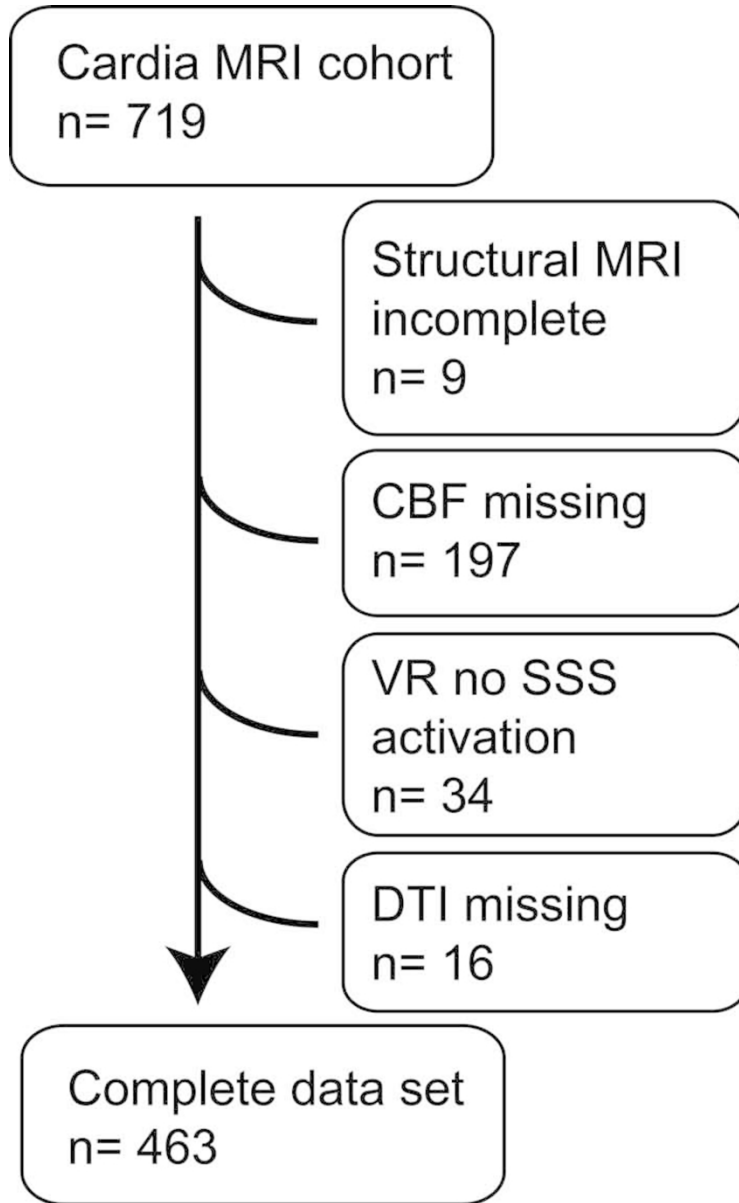 Cardia MRI cohort
n= 719
Structural MRI
incomplete
n= 9
CBF missing
n= 197
VR no SSS
activation
n= 34
DTI missing
n= 16
Complete data set
n= 463